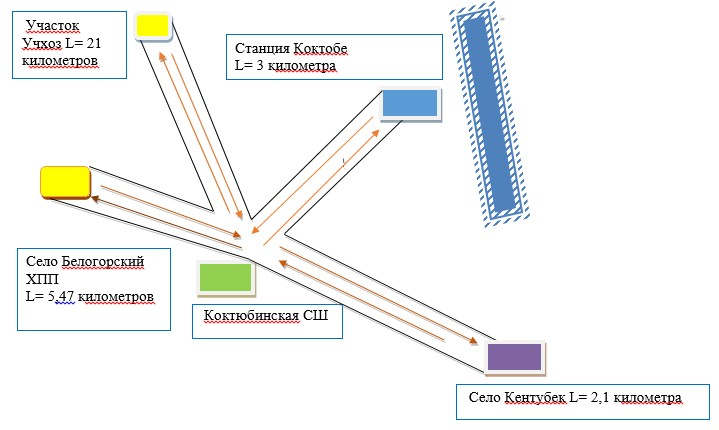 Участок
Учхоз L= 21
километров
Станция Коктобе
L= 3 километра
Село Белогорский
ХПП
L= 5,47 километров
Коктюбинская СШ
Село Кентубек L= 2,1 километра